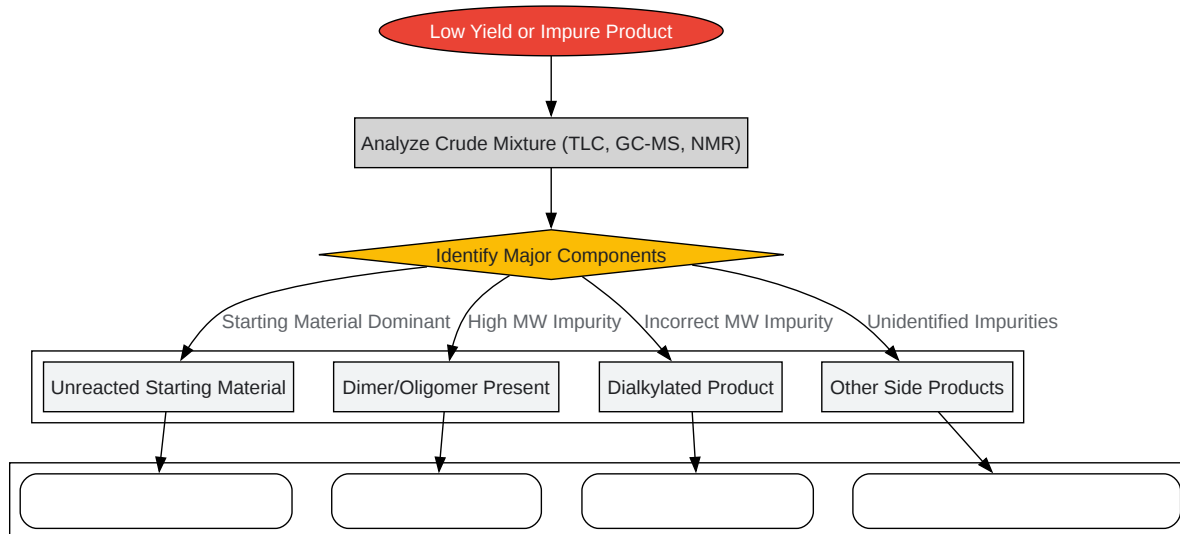 Low Yield or Impure Product
Analyze Crude Mixture (TLC, GC-MS, NMR)
Identify Major Components
Starting Material Dominant
High MW Impurity
Incorrect MW Impurity
Unidentified Impurities
Unreacted Starting Material
Dimer/Oligomer Present
Dialkylated Product
Other Side Products